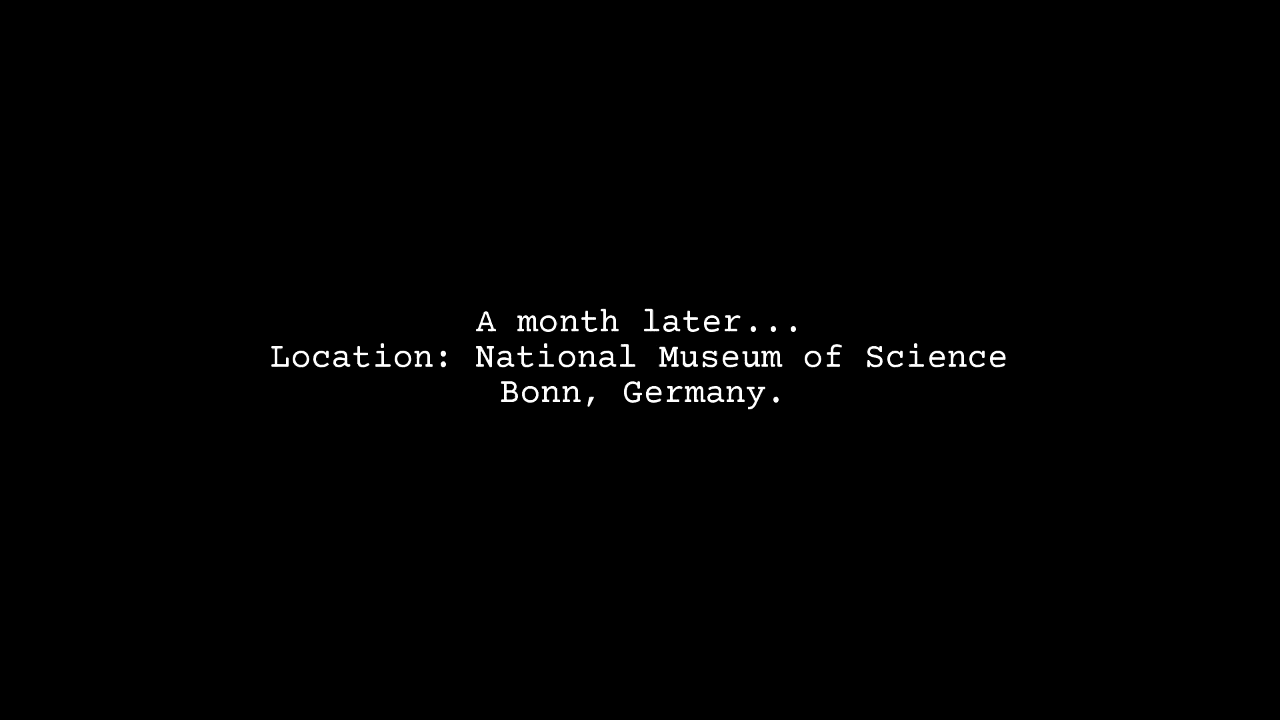 A month later...
Location: National Museum of Science
Bonn, Germany.